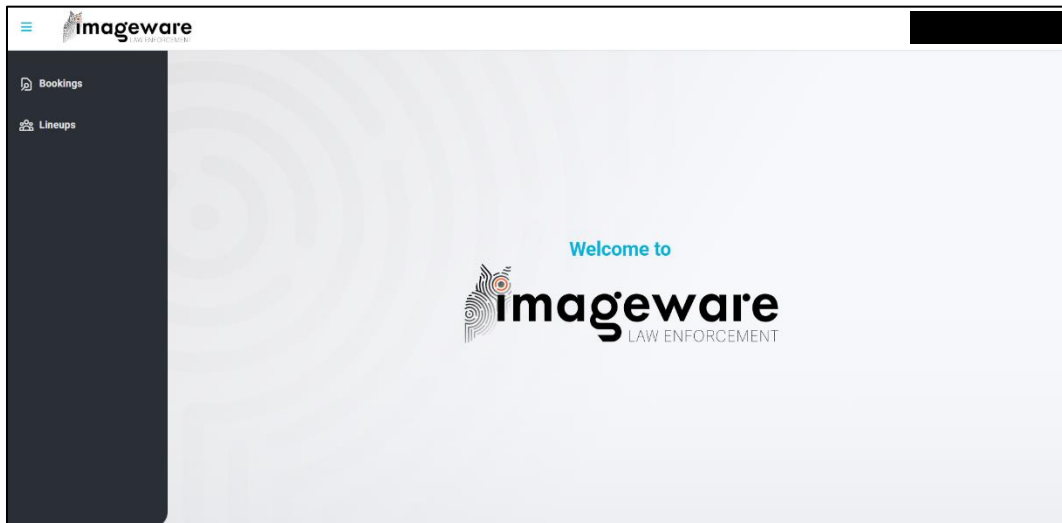 imageware
LAW ENFORCEMENT
Bookings
Lineups
Welcome to
imageware
LAW ENFORCEMENT